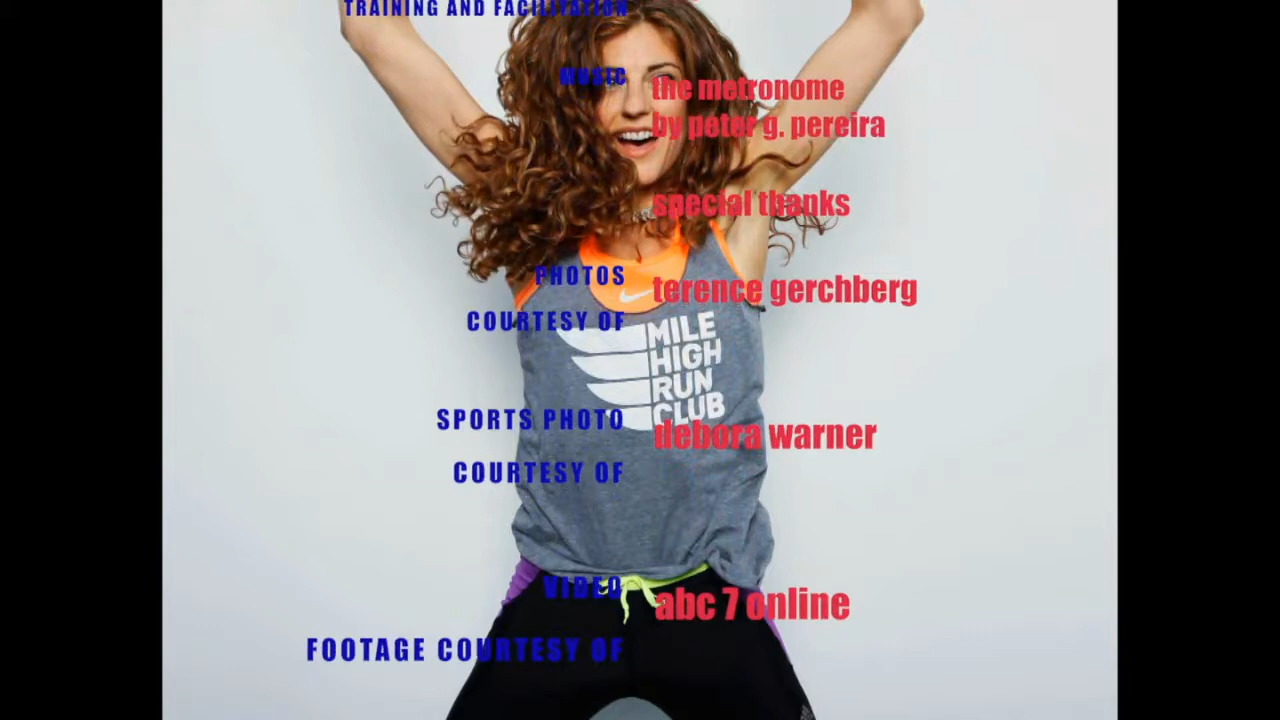 TRAINING AND FACILITATION
MUSIC
the metronome
by peter g. pereira
special thanks
PHOTOS
terence gerchberg
COURTESY OF
MILE
HIGH
RUN
CLUB
SPORTS PHOTO
debora warner
COURTESY OF
VIDEO
abc 7 online
FOOTAGE COURTESY OF